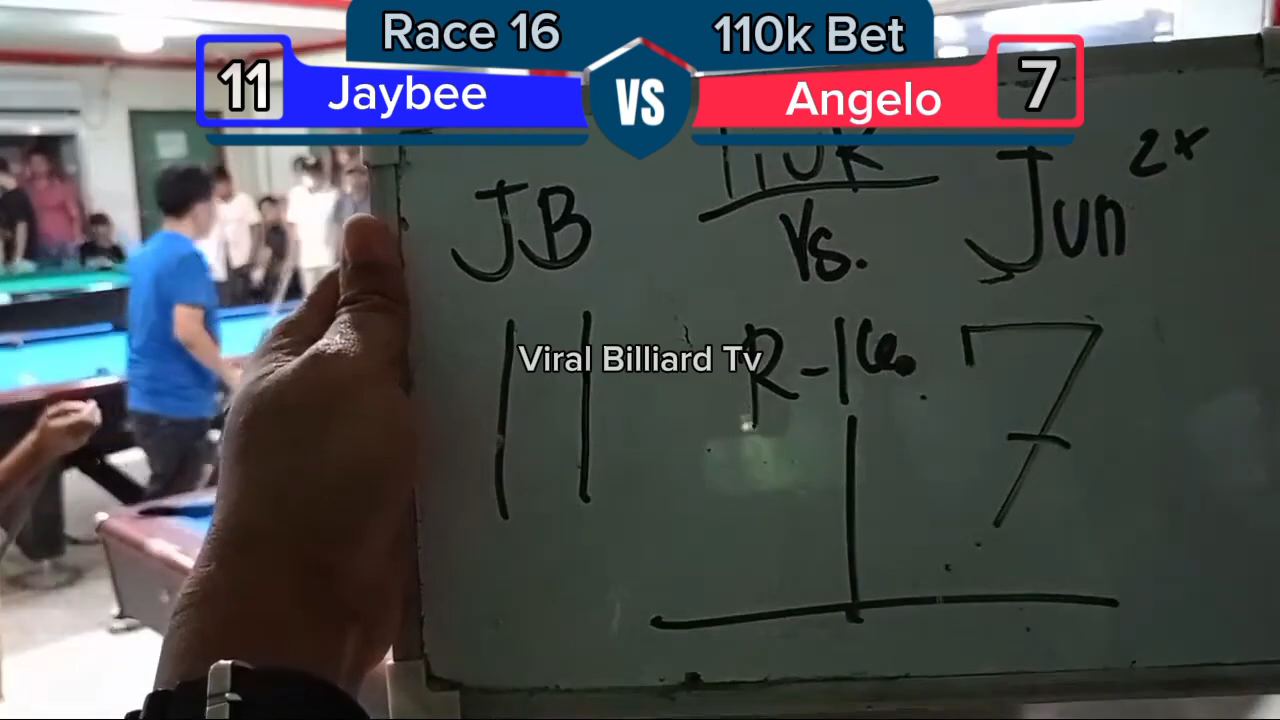 Race 16 110k Bet
11 Jaybee VS Angelo 7
110K
JB Vs. Jun 2x
Viral Billiard Tv
11 R-16. 7